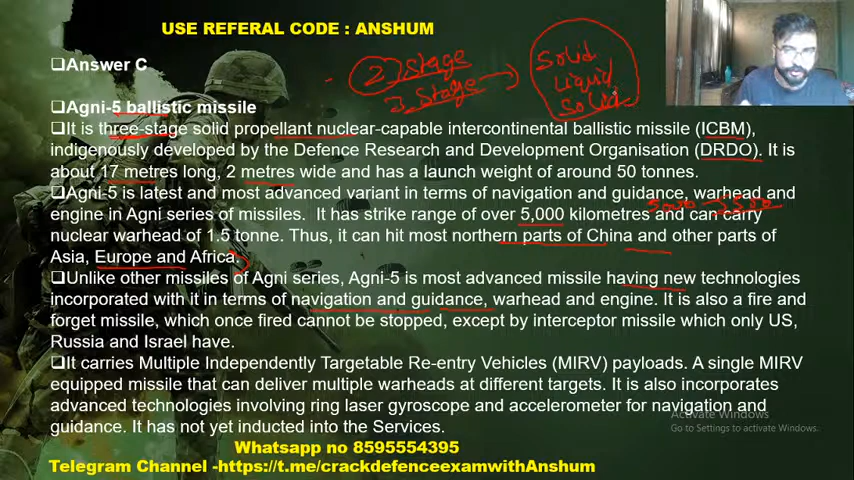 USE REFERAL CODE : ANSHUM
❑Answer C
2 Stage
3 Stage →
Solid
Liquid
Solid
❑Agni-5 ballistic missile
❑It is three-stage solid propellant nuclear-capable intercontinental ballistic missile (ICBM),
indigenously developed by the Defence Research and Development Organisation (DRDO). It is
about 17 metres long, 2 metres wide and has a launch weight of around 50 tonnes.
❑Agni-5 is latest and most advanced variant in terms of navigation and guidance, warhead and
engine in Agni series of missiles. It has strike range of over 5,000 kilometres and can carry
nuclear warhead of 1.5 tonne. Thus, it can hit most northern parts of China and other parts of
Asia, Europe and Africa.
❑Unlike other missiles of Agni series, Agni-5 is most advanced missile having new technologies
incorporated with it in terms of navigation and guidance, warhead and engine. It is also a fire and
forget missile, which once fired cannot be stopped, except by interceptor missile which only US,
Russia and Israel have.
❑It carries Multiple Independently Targetable Re-entry Vehicles (MIRV) payloads. A single MIRV
equipped missile that can deliver multiple warheads at different targets. It is also incorporates
advanced technologies involving ring laser gyroscope and accelerometer for navigation and
guidance. It has not yet inducted into the Services.
Activate Windows
Go to Settings to activate Windows.
Whatsapp no 8595554395
Telegram Channel -https://t.me/crackdefenceexamwithAnshum